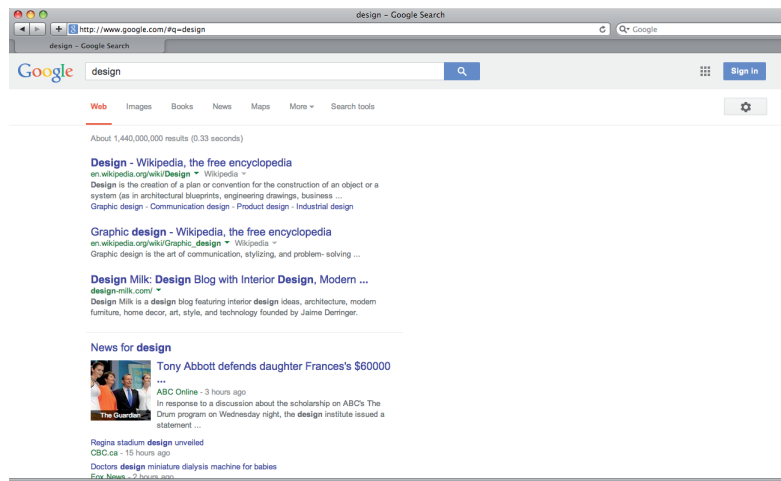 design - Google Search
http://www.google.com/#q=design
Google
design - Google Search
Google
design
Sign in
Web Images Books News Maps More Search tools
About 1,440,000,000 results (0.33 seconds)
Design - Wikipedia, the free encyclopedia
en.wikipedia.org/wiki/Design Wikipedia
Design is the creation of a plan or convention for the construction of an object or a
system (as in architectural blueprints, engineering drawings, business ...
Graphic design - Communication design - Product design - Industrial design
Graphic design - Wikipedia, the free encyclopedia
en.wikipedia.org/wiki/Graphic_design Wikipedia
Graphic design is the art of communication, stylizing, and problem- solving ...
Design Milk: Design Blog with Interior Design, Modern ...
design-milk.com/
Design Milk is a design blog featuring interior design ideas, architecture, modern
furniture, home decor, art, style, and technology founded by Jaime Derringer.
News for design
Tony Abbott defends daughter Frances's $60000
...
ABC Online - 3 hours ago
In response to a discussion about the scholarship on ABC's The
Drum program on Wednesday night, the design institute issued a
statement ...
The Guardian
Regina stadium design unveiled
CBC.ca - 15 hours ago
Doctors design miniature dialysis machine for babies
Fox News - 2 hours ago